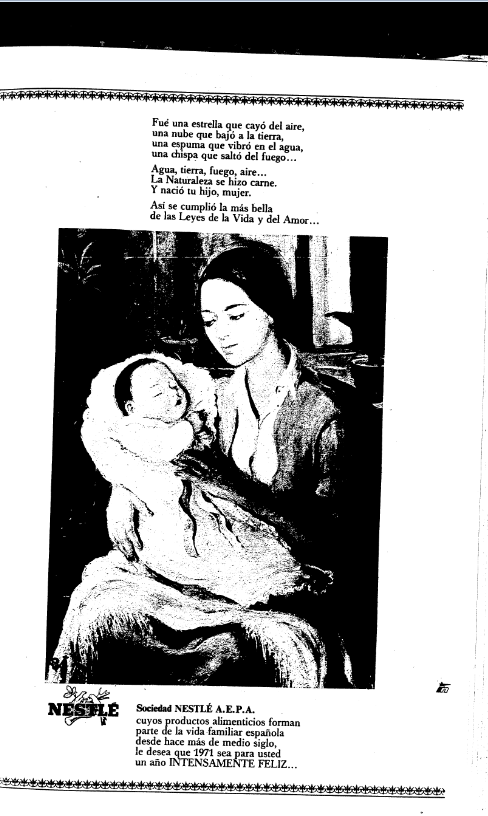 Fué una estrella que cayó del aire,
una nube que bajó a la tierra,
una espuma que vibró en el agua,
una chispa que saltó del fuego...
Agua, tierra, fuego, aire...
La Naturaleza se hizo carne.
Y nació tu hijo, mujer.
Así se cumplió la más bella
de las Leyes de la Vida y del Amor...
NESTLÉ
Sociedad NESTLÉ A.E.P.A.
cuyos productos alimenticios forman
parte de la vida familiar española
desde hace más de medio siglo,
le desea que 1971 sea para usted
un año INTENSAMENTE FELIZ...